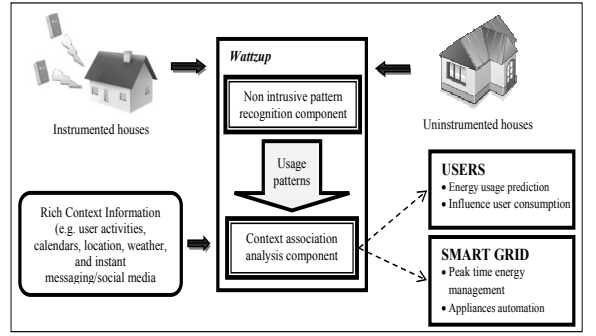 Wattzup
Non intrusive pattern
recognition component
Instrumented houses
Uninstrumented houses
Usage
patterns
USERS
• Energy usage prediction
• Influence user consumption
Rich Context Information
(e.g. user activities,
calendars, location, weather,
and instant
messaging/social media
Context association
analysis component
SMART GRID
• Peak time energy
management
• Appliances automation